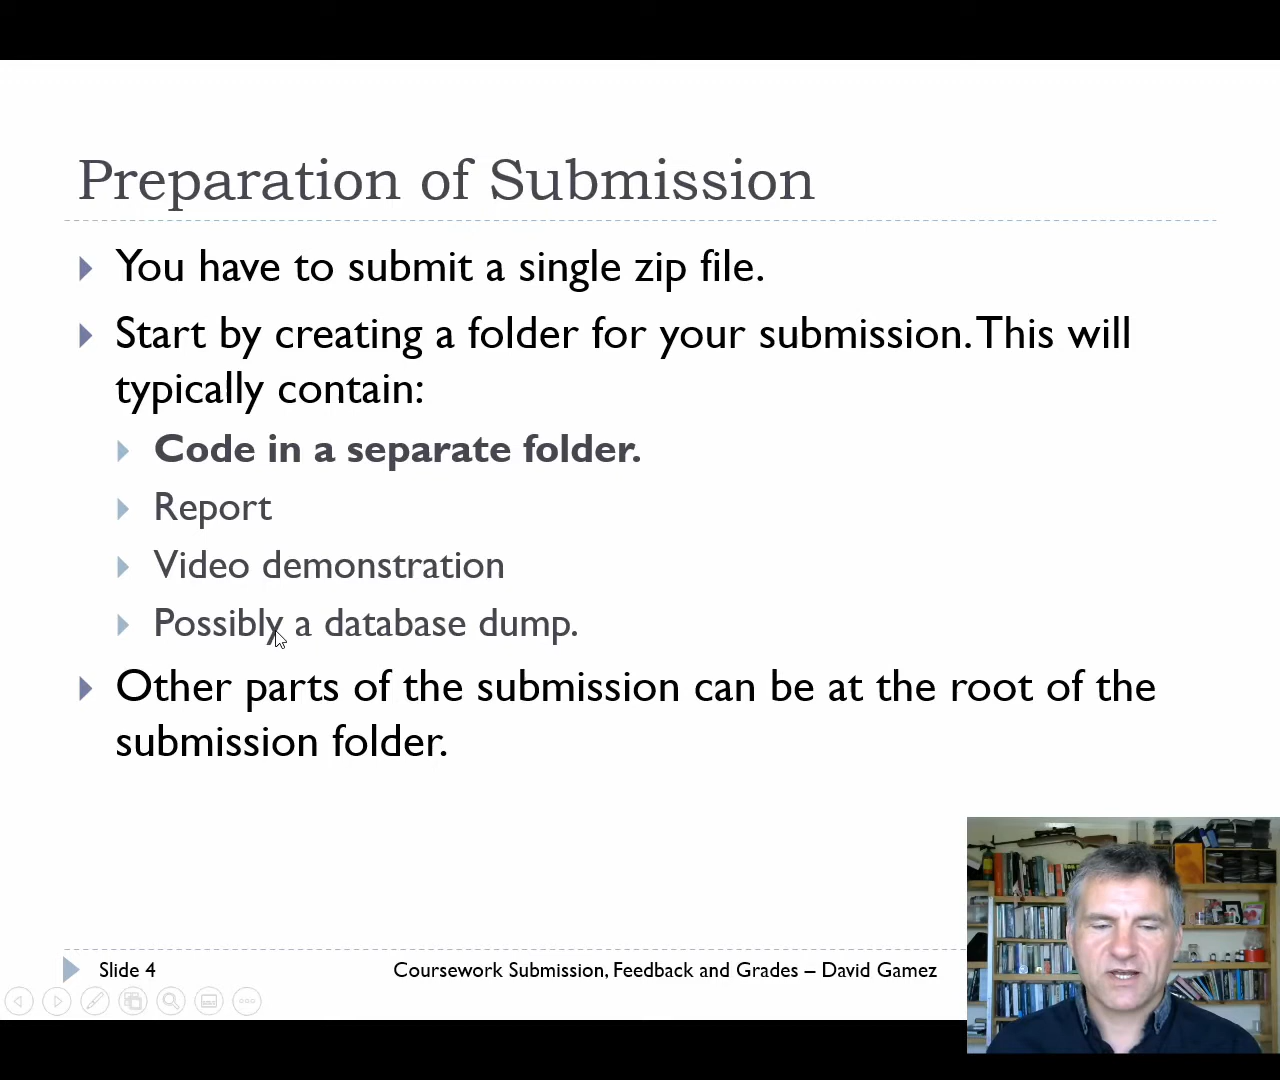 Preparation of Submission
You have to submit a single zip file.
Start by creating a folder for your submission. This will
typically contain:
Code in a separate folder.
Report
Video demonstration
Possibly a database dump.
Other parts of the submission can be at the root of the
submission folder.
Slide 4
Coursework Submission, Feedback and Grades – David Gamez